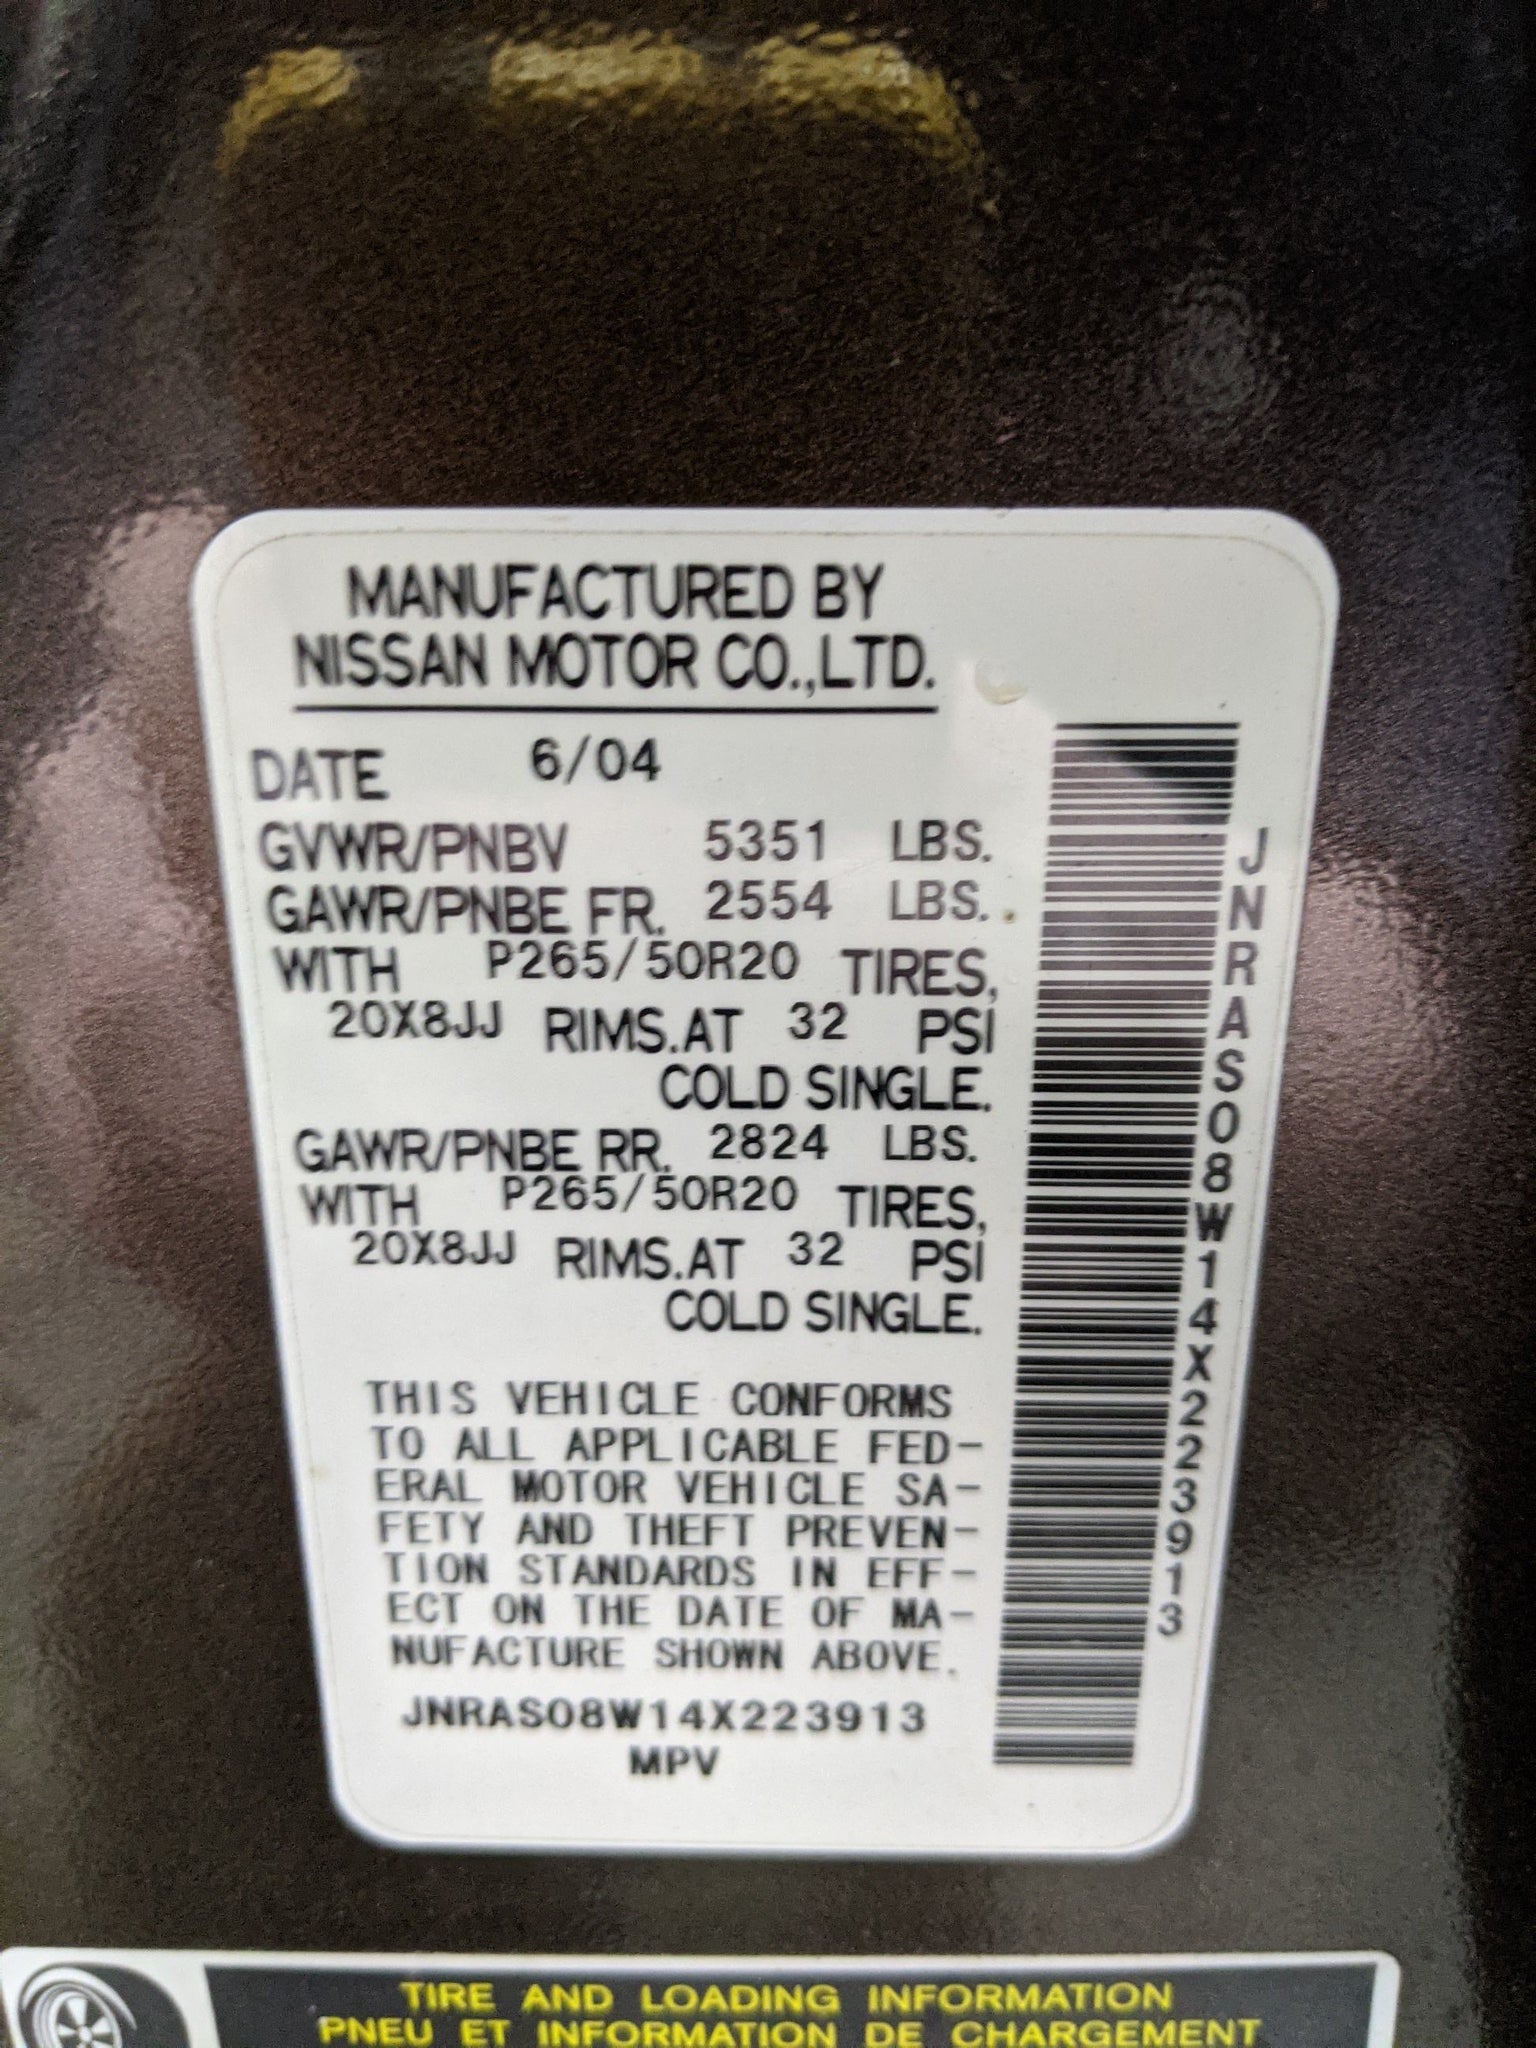 MANUFACTURED BY
NISSAN MOTOR CO.,LTD.
DATE 6/04
GVWR/PNBV 5351 LBS.
GAWR/PNBE FR. 2554 LBS.
WITH P265/50R20 TIRES,
20X8JJ RIMS.AT 32 PSI
COLD SINGLE.
GAWR/PNBE RR. 2824 LBS.
WITH P265/50R20 TIRES,
20X8JJ RIMS.AT 32 PSI
COLD SINGLE.
THIS VEHICLE CONFORMS
TO ALL APPLICABLE FED-
ERAL MOTOR VEHICLE SA-
FETY AND THEFT PREVEN-
TION STANDARDS IN EFF-
ECT ON THE DATE OF MA-
NUFACTURE SHOWN ABOVE.
JNRAS08W14X223913
MPV
JNRAS08W14X223913
TIRE AND LOADING INFORMATION
PNEU ET INFORMATION DE CHARGEMENT